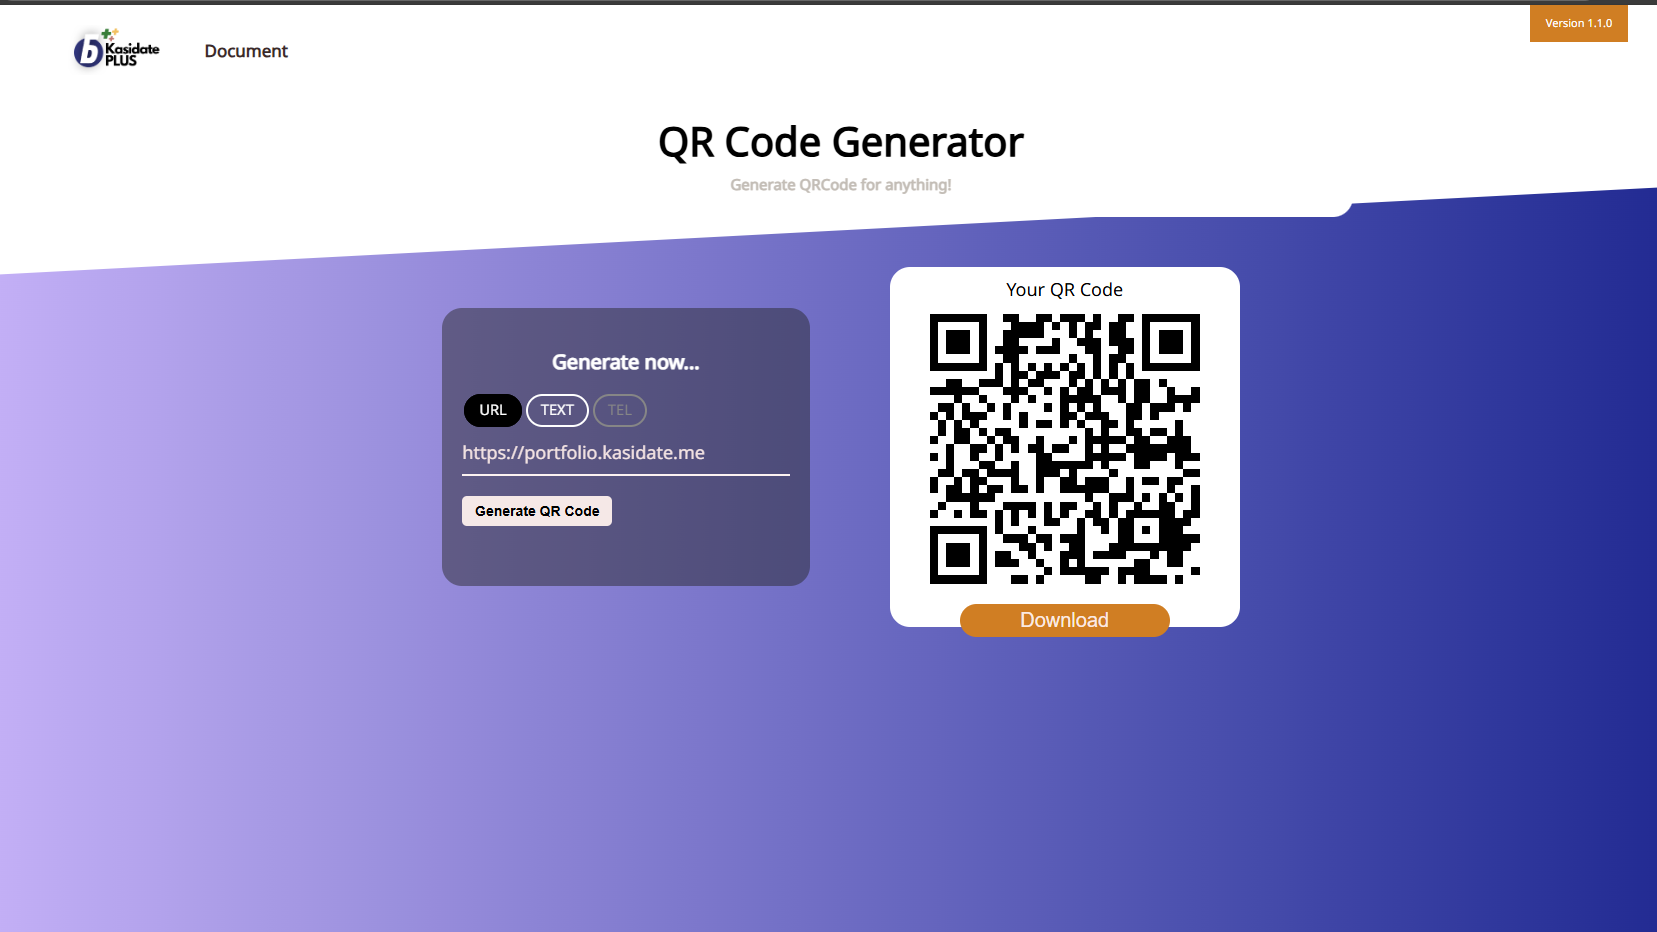 Version 1.1.0
b Kasidate
PLUS
Document
QR Code Generator
Generate QRCode for anything!
Your QR Code
Generate now...
URL TEXT TEL
https://portfolio.kasidate.me
Generate QR Code
Download